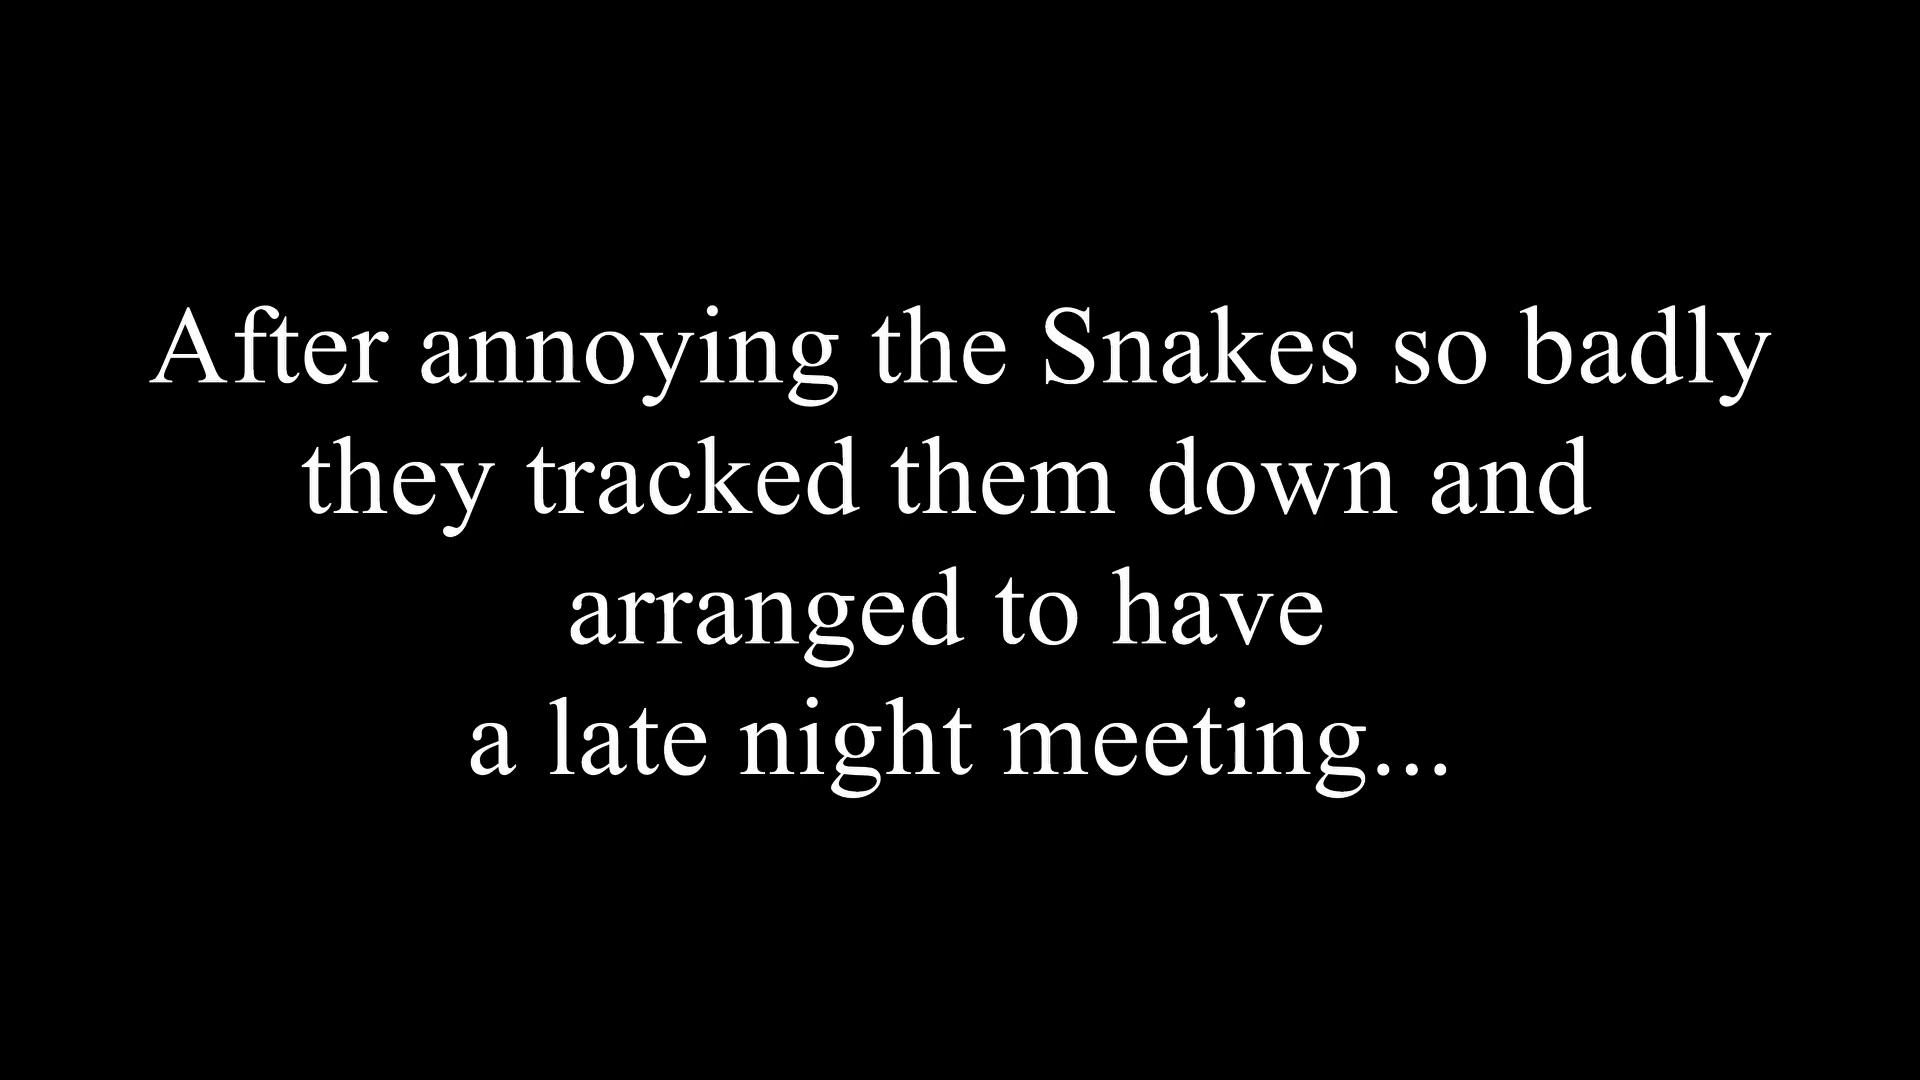 After annoying the Snakes so badly
they tracked them down and
arranged to have
a late night meeting...